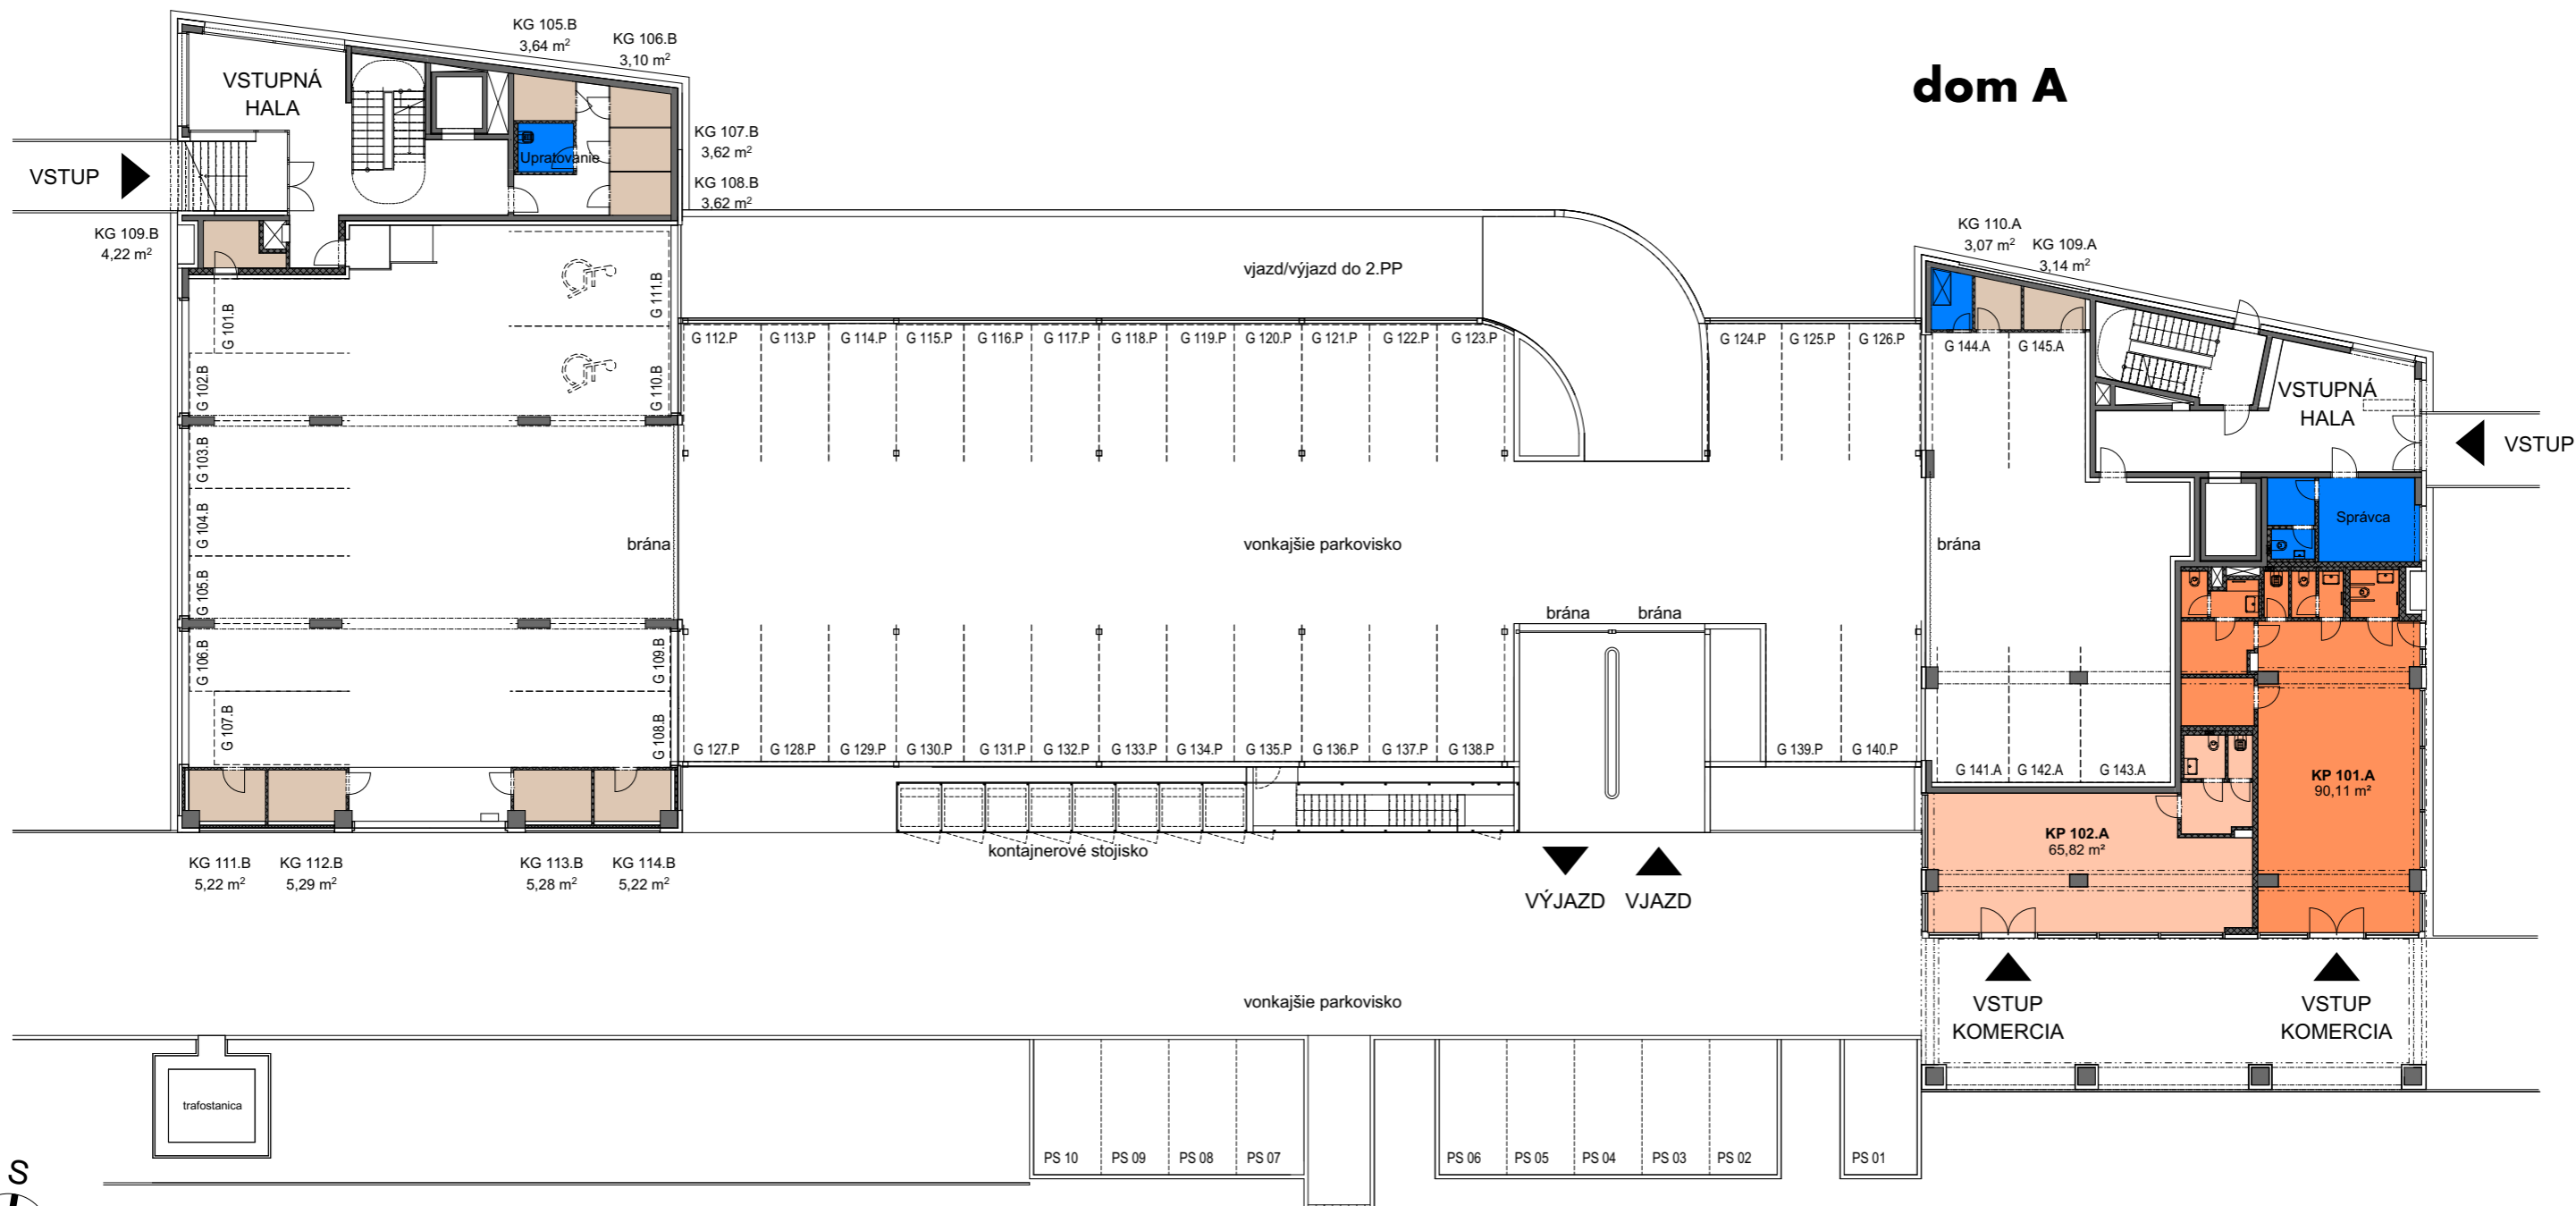 KG 105.B
3,64 m²
KG 106.B
3,10 m²
dom A
VSTUPNÁ
HALA
KG 107.B
3,62 m²
Upratovanie
VSTUP
KG 108.B
3,62 m²
KG 109.B
4,22 m²
KG 110.A
3,07 m²
KG 109.A
3,14 m²
vjazd/výjazd do 2.PP
G 101.B
G 111.B
G 102.B
G 110.B
G 112.P
G 113.P
G 114.P
G 115.P
G 116.P
G 117.P
G 118.P
G 119.P
G 120.P
G 121.P
G 122.P
G 123.P
G 124.P
G 125.P
G 126.P
G 144.A
G 145.A
VSTUPNÁ
HALA
VSTUP
G 103.B
G 104.B
G 105.B
brána
vonkajšie parkovisko
brána
Správca
brána
brána
G 106.B
G 109.B
G 107.B
G 108.B
G 127.P
G 128.P
G 129.P
G 130.P
G 131.P
G 132.P
G 133.P
G 134.P
G 135.P
G 136.P
G 137.P
G 138.P
G 139.P
G 140.P
G 141.A
G 142.A
G 143.A
KP 101.A
90,11 m²
KP 102.A
65,82 m²
kontajnerové stojisko
KG 111.B
5,22 m²
KG 112.B
5,29 m²
KG 113.B
5,28 m²
KG 114.B
5,22 m²
VÝJAZD
VJAZD
vonkajšie parkovisko
VSTUP
KOMERCIA
VSTUP
KOMERCIA
trafostanica
PS 10
PS 09
PS 08
PS 07
PS 06
PS 05
PS 04
PS 03
PS 02
PS 01
S